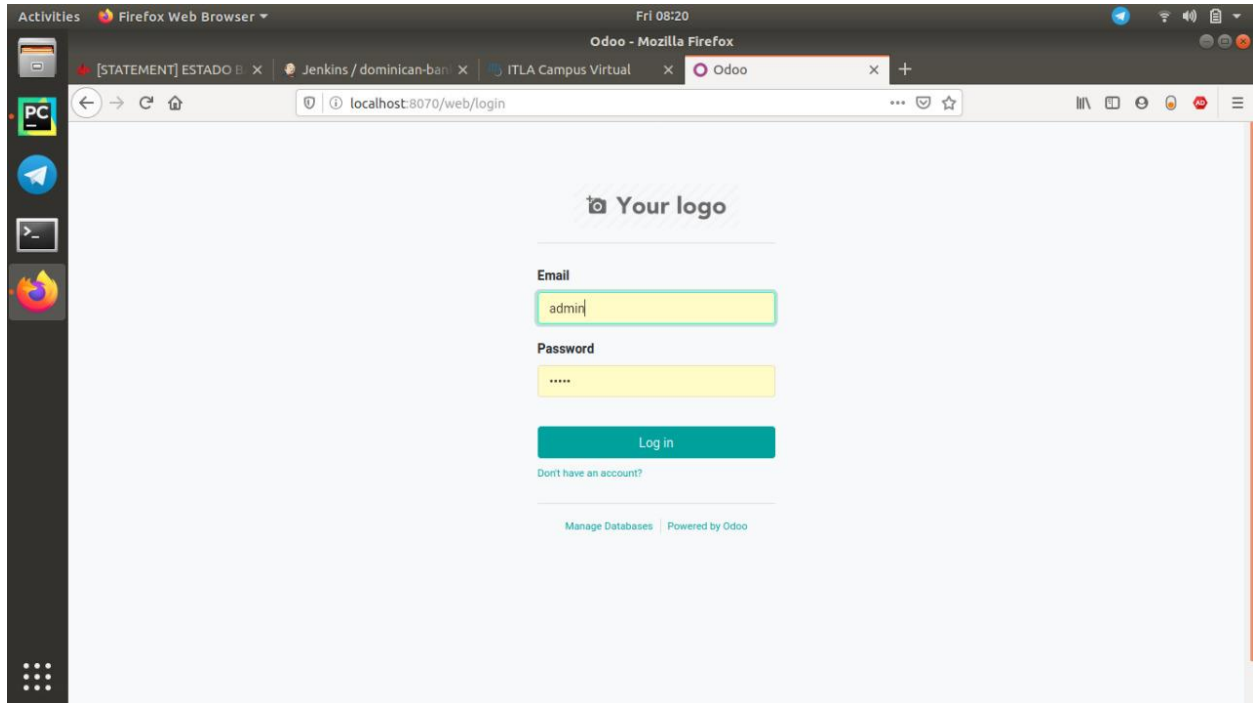 Activities Firefox Web Browser Fri 08:20
Odoo - Mozilla Firefox
[STATEMENT] ESTADO B Jenkins / dominican-ban ITLA Campus Virtual Odoo
localhost:8070/web/login
PC
Your logo
Email
admin
Password
•••••
Log in
Don't have an account?
Manage Databases Powered by Odoo